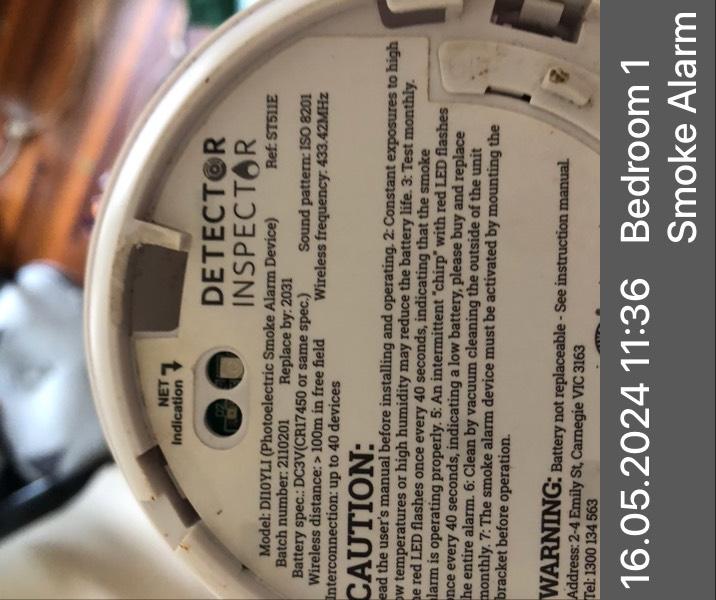 DETECTOR
INSPECTOR
NET
Indication
Model: DI110YLI (Photoelectric Smoke Alarm Device) Ref: ST511E
Batch number: 2110201 Replace by: 2031
Battery spec.: DC3V(CR17450 or same spec.) Sound pattern: ISO 8201
Wireless distance: > 100m in free field Wireless frequency: 433.42MHz
Interconnection: up to 40 devices
CAUTION:
ead the user's manual before installing and operating. 2: Constant exposures to high
ow temperatures or high humidity may reduce the battery life. 3: Test monthly.
e red LED flashes once every 40 seconds, indicating that the smoke
larm is operating properly. 5: An intermittent "chirp" with red LED flashes
nce every 40 seconds, indicating a low battery, please buy and replace
he entire alarm. 6: Clean by vacuum cleaning the outside of the unit
monthly. 7: The smoke alarm device must be activated by mounting the
bracket before operation.
WARNING: Battery not replaceable - See instruction manual.
Address: 2-4 Emily St, Carnegie VIC 3163
Tel: 1300 134 563
16.05.2024 11:36 Bedroom 1
Smoke Alarm